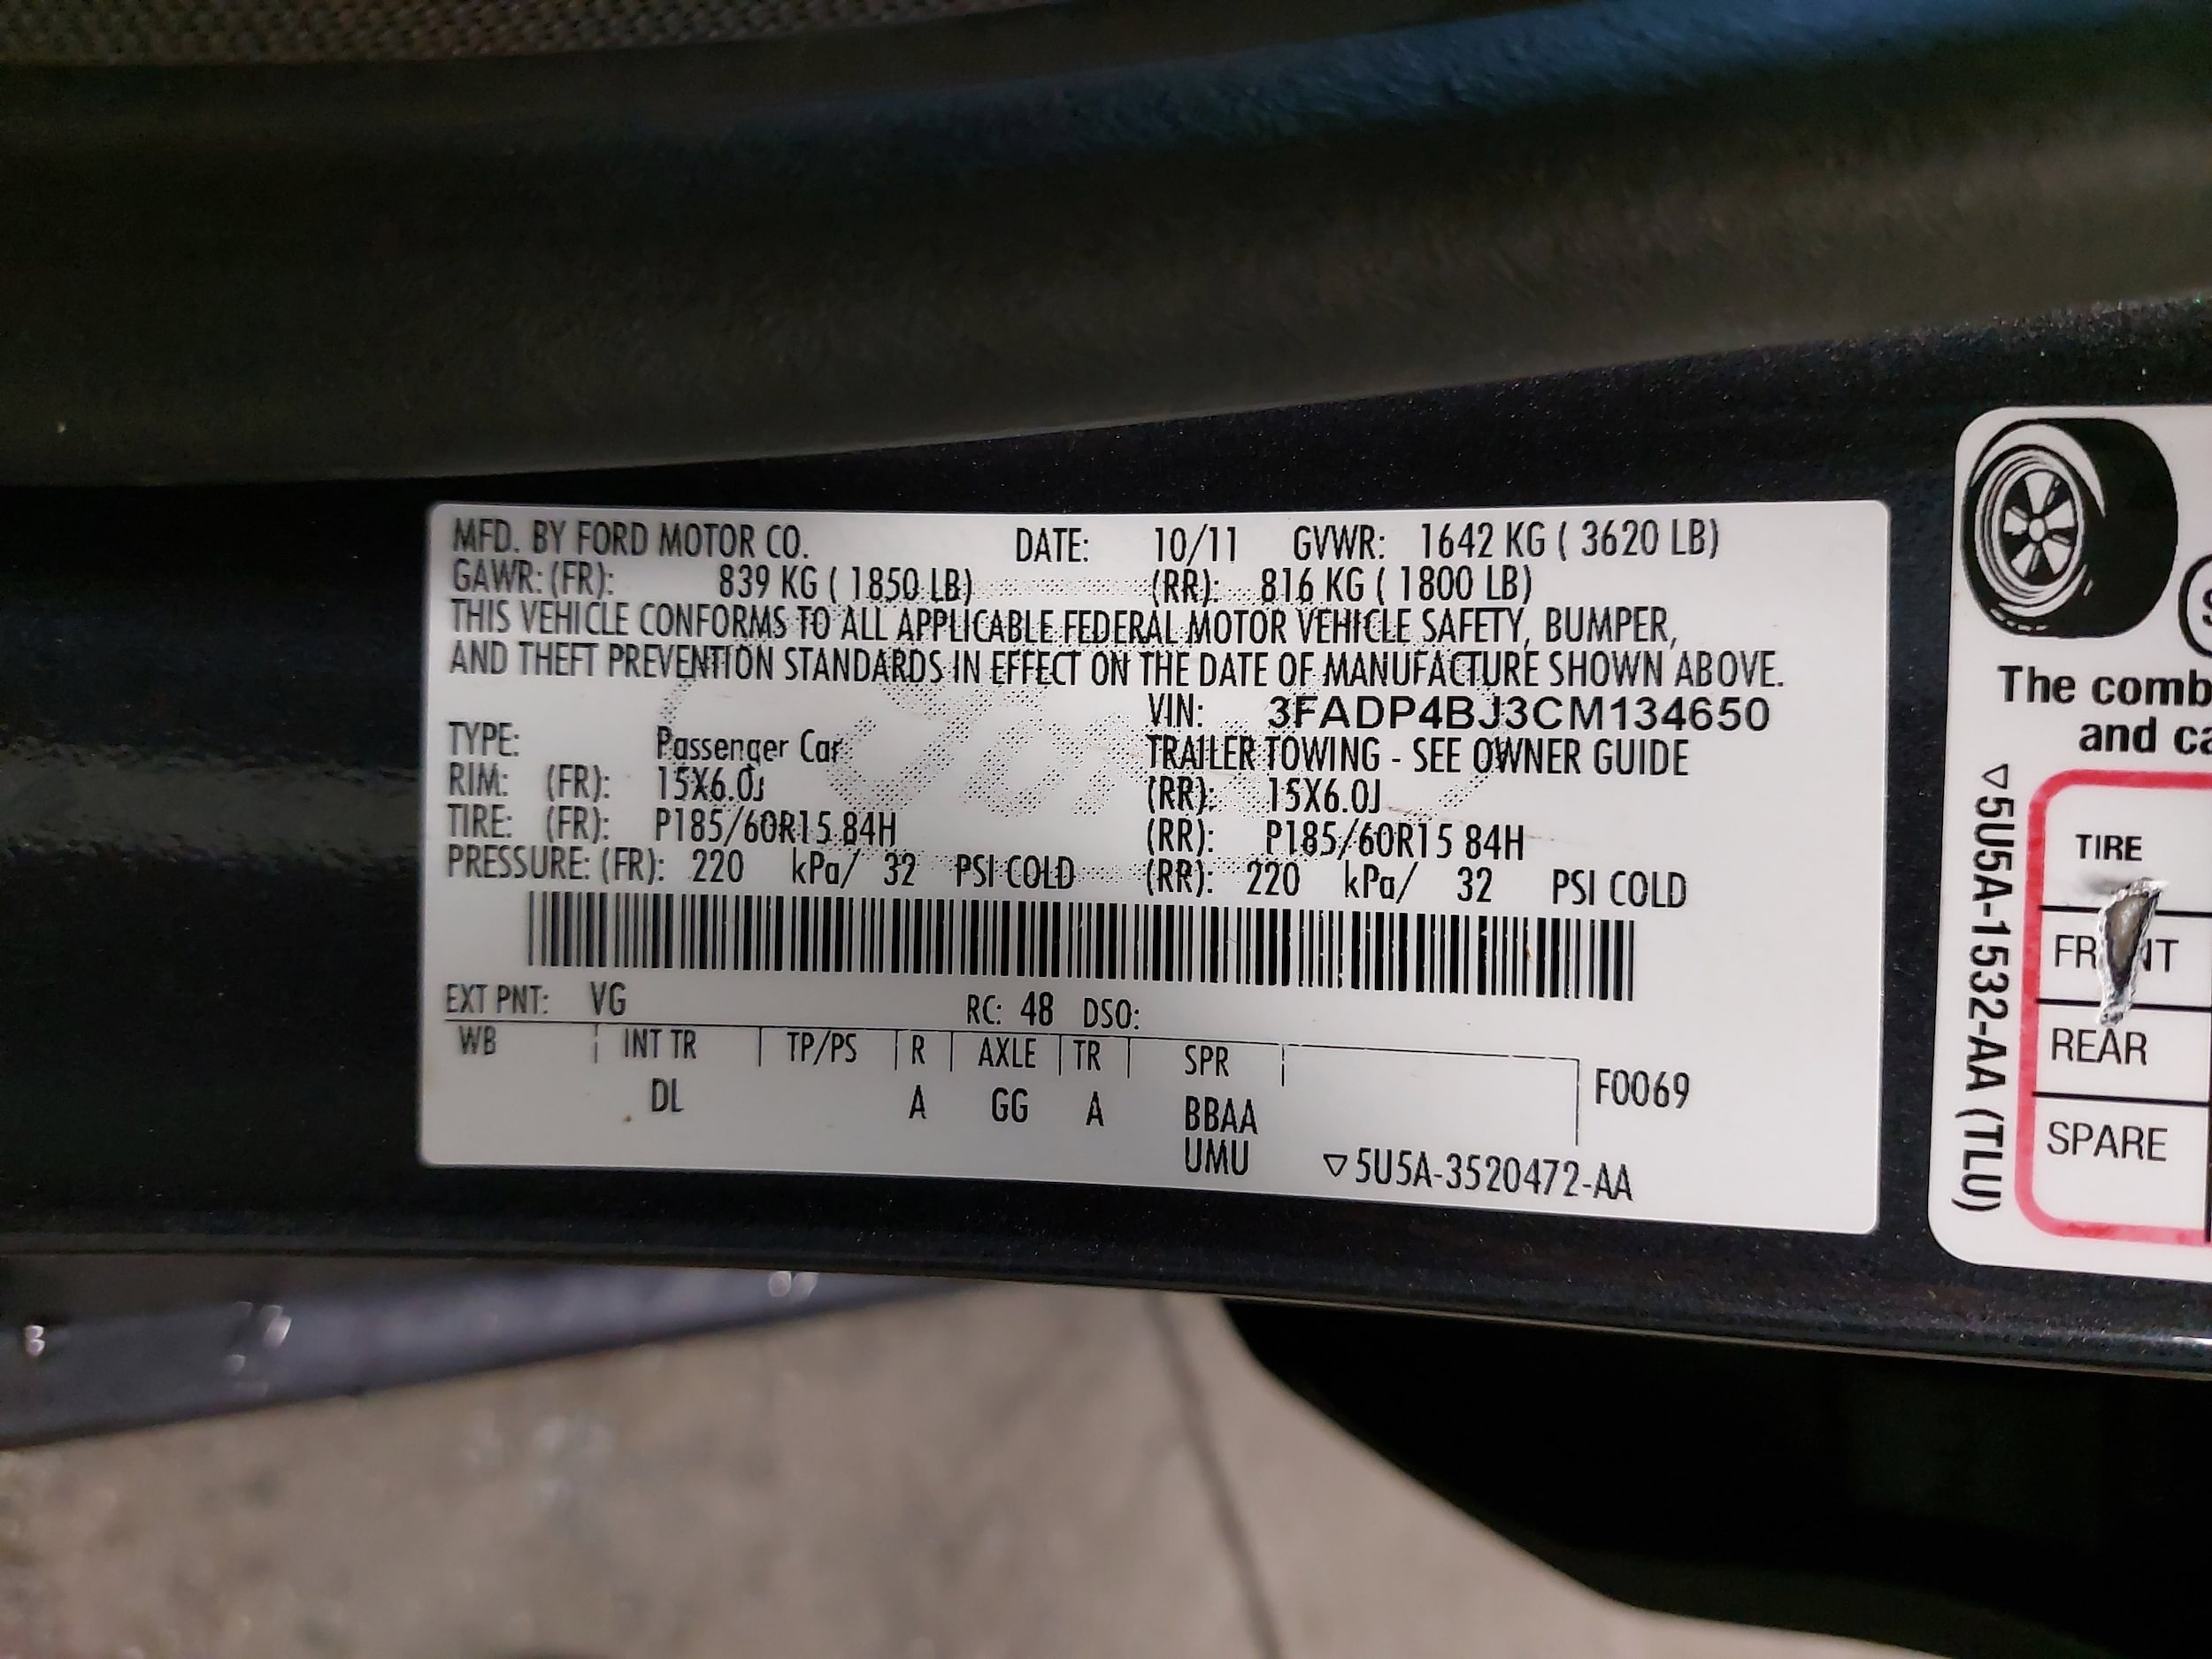 MFD. BY FORD MOTOR CO. DATE: 10/11 GVWR: 1642 KG ( 3620 LB)
GAWR: (FR): 839 KG ( 1850 LB) (RR): 816 KG ( 1800 LB)
THIS VEHICLE CONFORMS TO ALL APPLICABLE FEDERAL MOTOR VEHICLE SAFETY, BUMPER,
AND THEFT PREVENTION STANDARDS IN EFFECT ON THE DATE OF MANUFACTURE SHOWN ABOVE.
VIN: 3FADP4BJ3CM134650
TYPE: Passenger Car TRAILER TOWING - SEE OWNER GUIDE
RIM: (FR): 15X6.0J (RR): 15X6.0J
TIRE: (FR): P185/60R15 84H (RR): P185/60R15 84H
PRESSURE: (FR): 220 kPa/ 32 PSI COLD (RR): 220 kPa/ 32 PSI COLD
EXT PNT: VG RC: 48 DSO:
WB INT TR TP/PS R AXLE TR SPR
F0069
DL A GG A BBAA
UMU ▽5U5A-3520472-AA
The comb
and ca
▽5U5A-1532-AA (TLU)
TIRE
REAR
SPARE